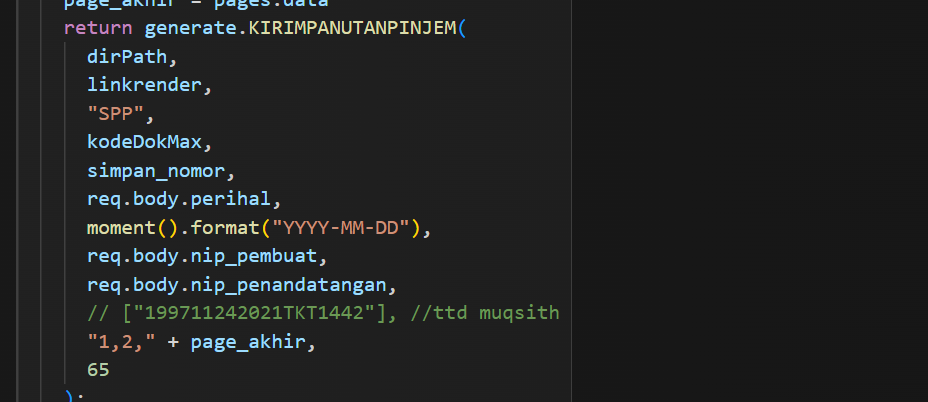 page_akhir = pages.data
return generate.KIRIMPANUTANPINJEM(
dirPath,
linkrender,
"SPP",
kodeDokMax,
simpan_nomor,
req.body.perihal,
moment().format("YYYY-MM-DD"),
req.body.nip_pembuat,
req.body.nip_penandatangan,
// ["199711242021TKT1442"], //ttd muqsith
"1,2," + page_akhir,
65
);